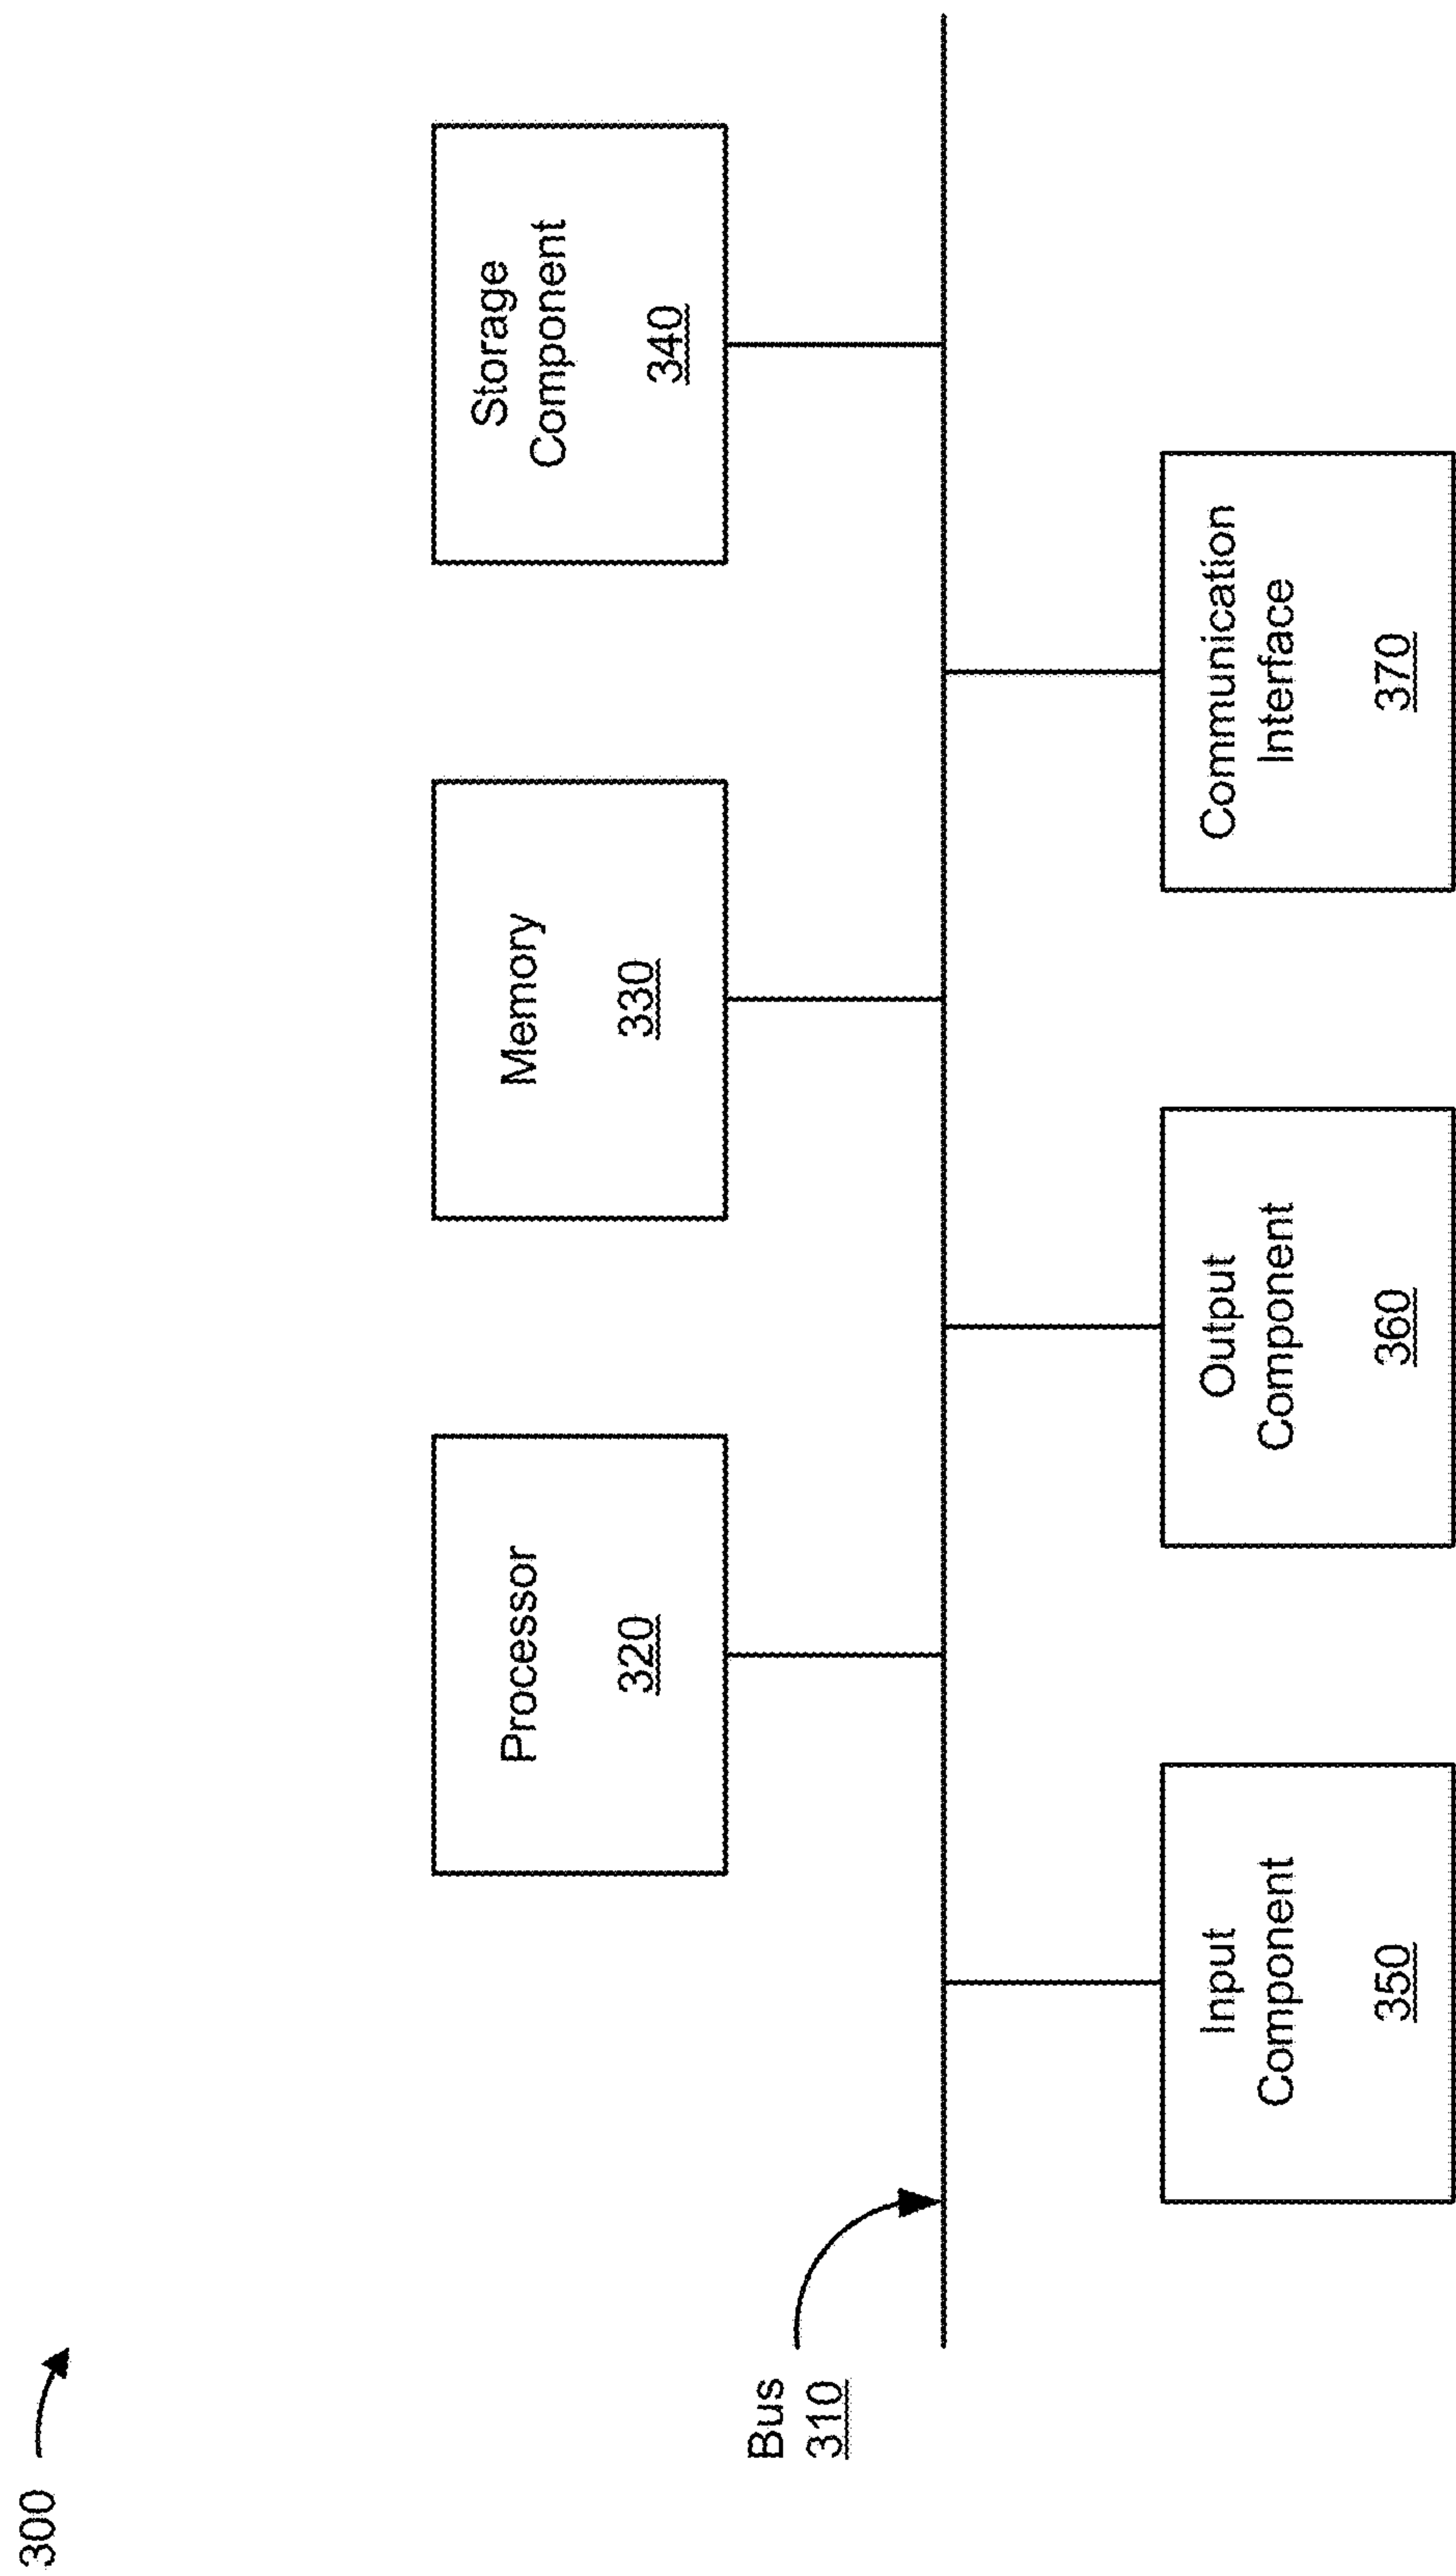 300
Processor
320
Memory
330
Storage
Component
340
Bus
310
Input
Component
350
Output
Component
360
Communication
Interface
370